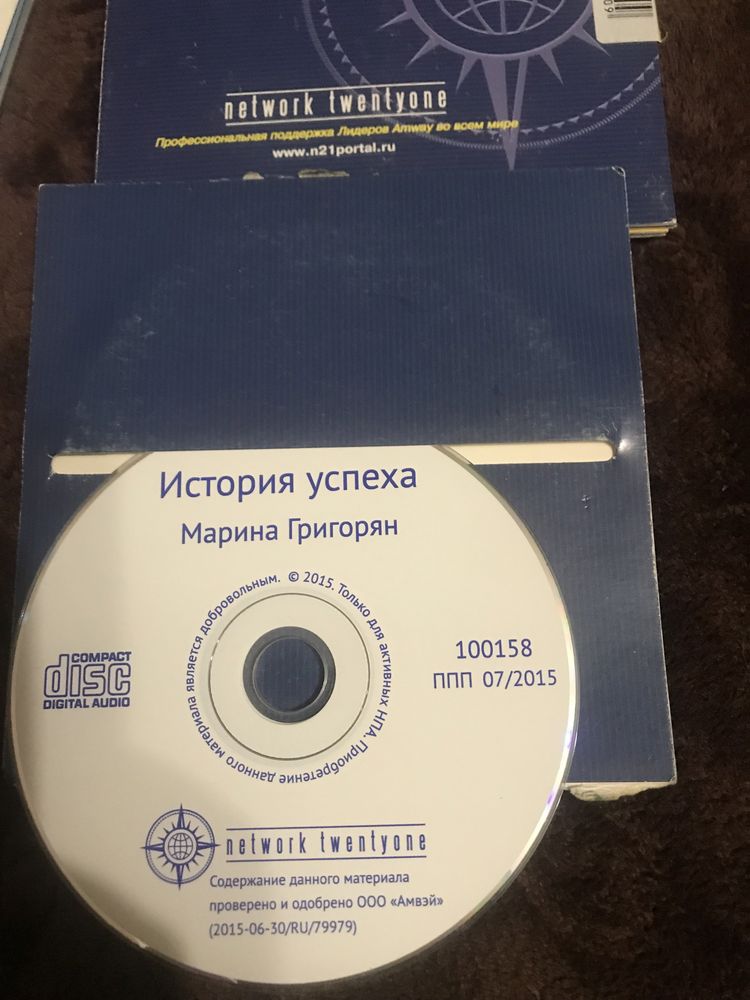 network twentyone
Профессиональная поддержка Лидеров Amway во всем мире
www.n21portal.ru
История успеха
Марина Григорян
© 2015. Только для активных НПА. Приобретение данного материала является добровольным.
COMPACT
disc
DIGITAL AUDIO
100158
ППП 07/2015
network twentyone
Содержание данного материала
проверено и одобрено ООО «Амвэй»
(2015-06-30/RU/79979)